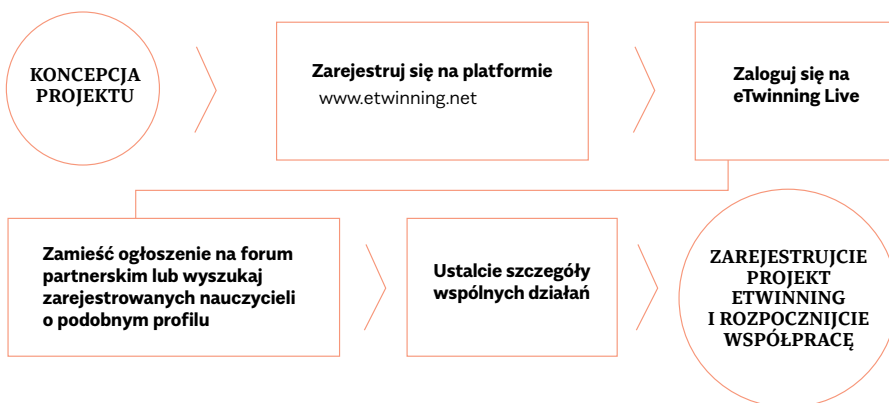 KONCEPCJA
PROJEKTU
Zarejestruj się na platformie
www.etwinning.net
Zaloguj się na
eTwinning Live
Zamieść ogłoszenie na forum
partnerskim lub wyszukaj
zarejestrowanych nauczycieli
o podobnym profilu
Ustalcie szczegóły
wspólnych działań
ZAREJESTRUJCIE
PROJEKT
ETWINNING
I ROZPOCZNIJCIE
WSPÓŁPRACĘ